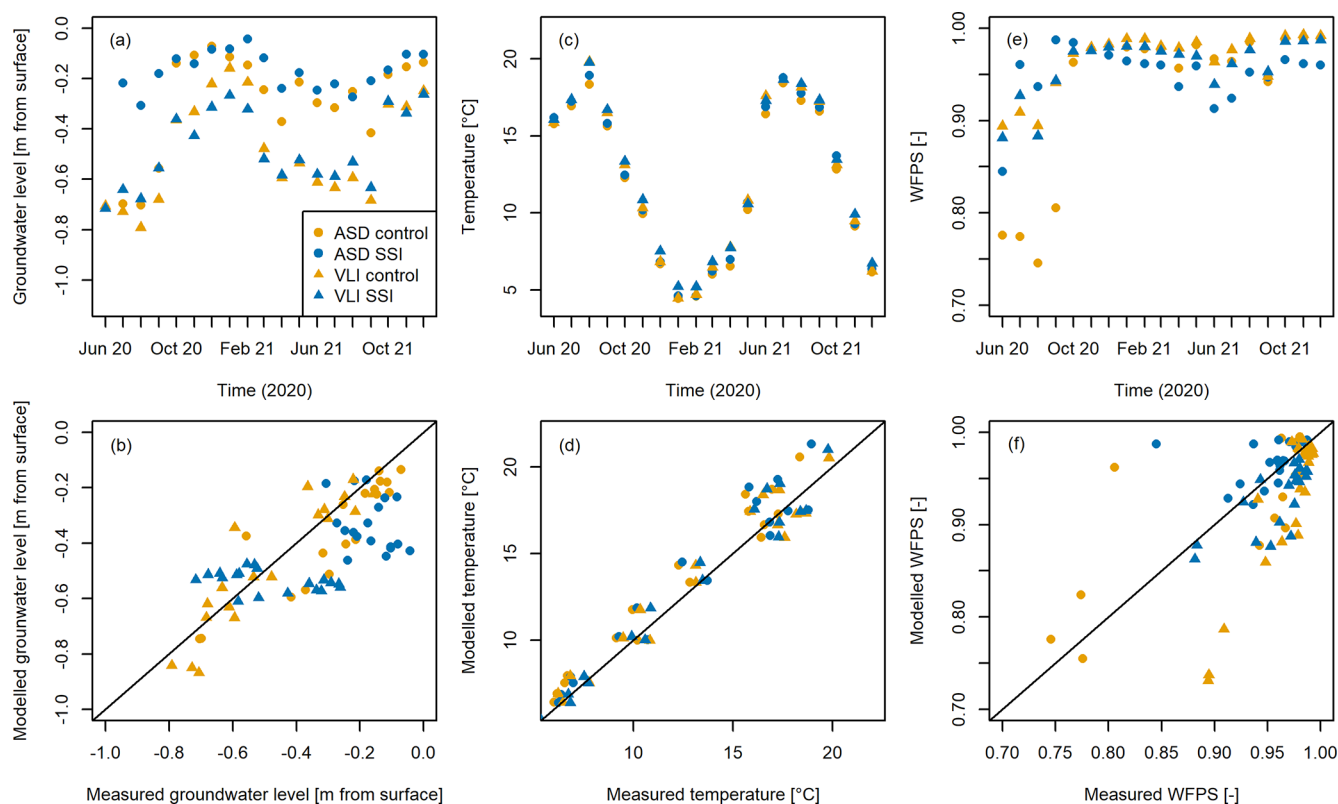 (a)
Groundwater level [m from surface]
0.0
-0.2
-0.4
-0.6
-0.8
-1.0
ASD control
ASD SSI
VLI control
VLI SSI
Jun 20
Oct 20
Feb 21
Jun 21
Oct 21
Time (2020)
(c)
Temperature [°C]
20
15
10
5
Jun 20
Oct 20
Feb 21
Jun 21
Oct 21
Time (2020)
(e)
WFPS [-]
1.00
0.90
0.80
0.70
Jun 20
Oct 20
Feb 21
Jun 21
Oct 21
Time (2020)
(b)
Modelled grounwater level [m from surface]
0.0
-0.2
-0.4
-0.6
-0.8
-1.0
-1.0
-0.8
-0.6
-0.4
-0.2
0.0
Measured groundwater level [m from surface]
(d)
Modelled temperature [°C]
20
15
10
10
15
20
Measured temperature [°C]
(f)
Modelled WFPS [-]
1.00
0.90
0.80
0.70
0.70
0.75
0.80
0.85
0.90
0.95
1.00
Measured WFPS [-]